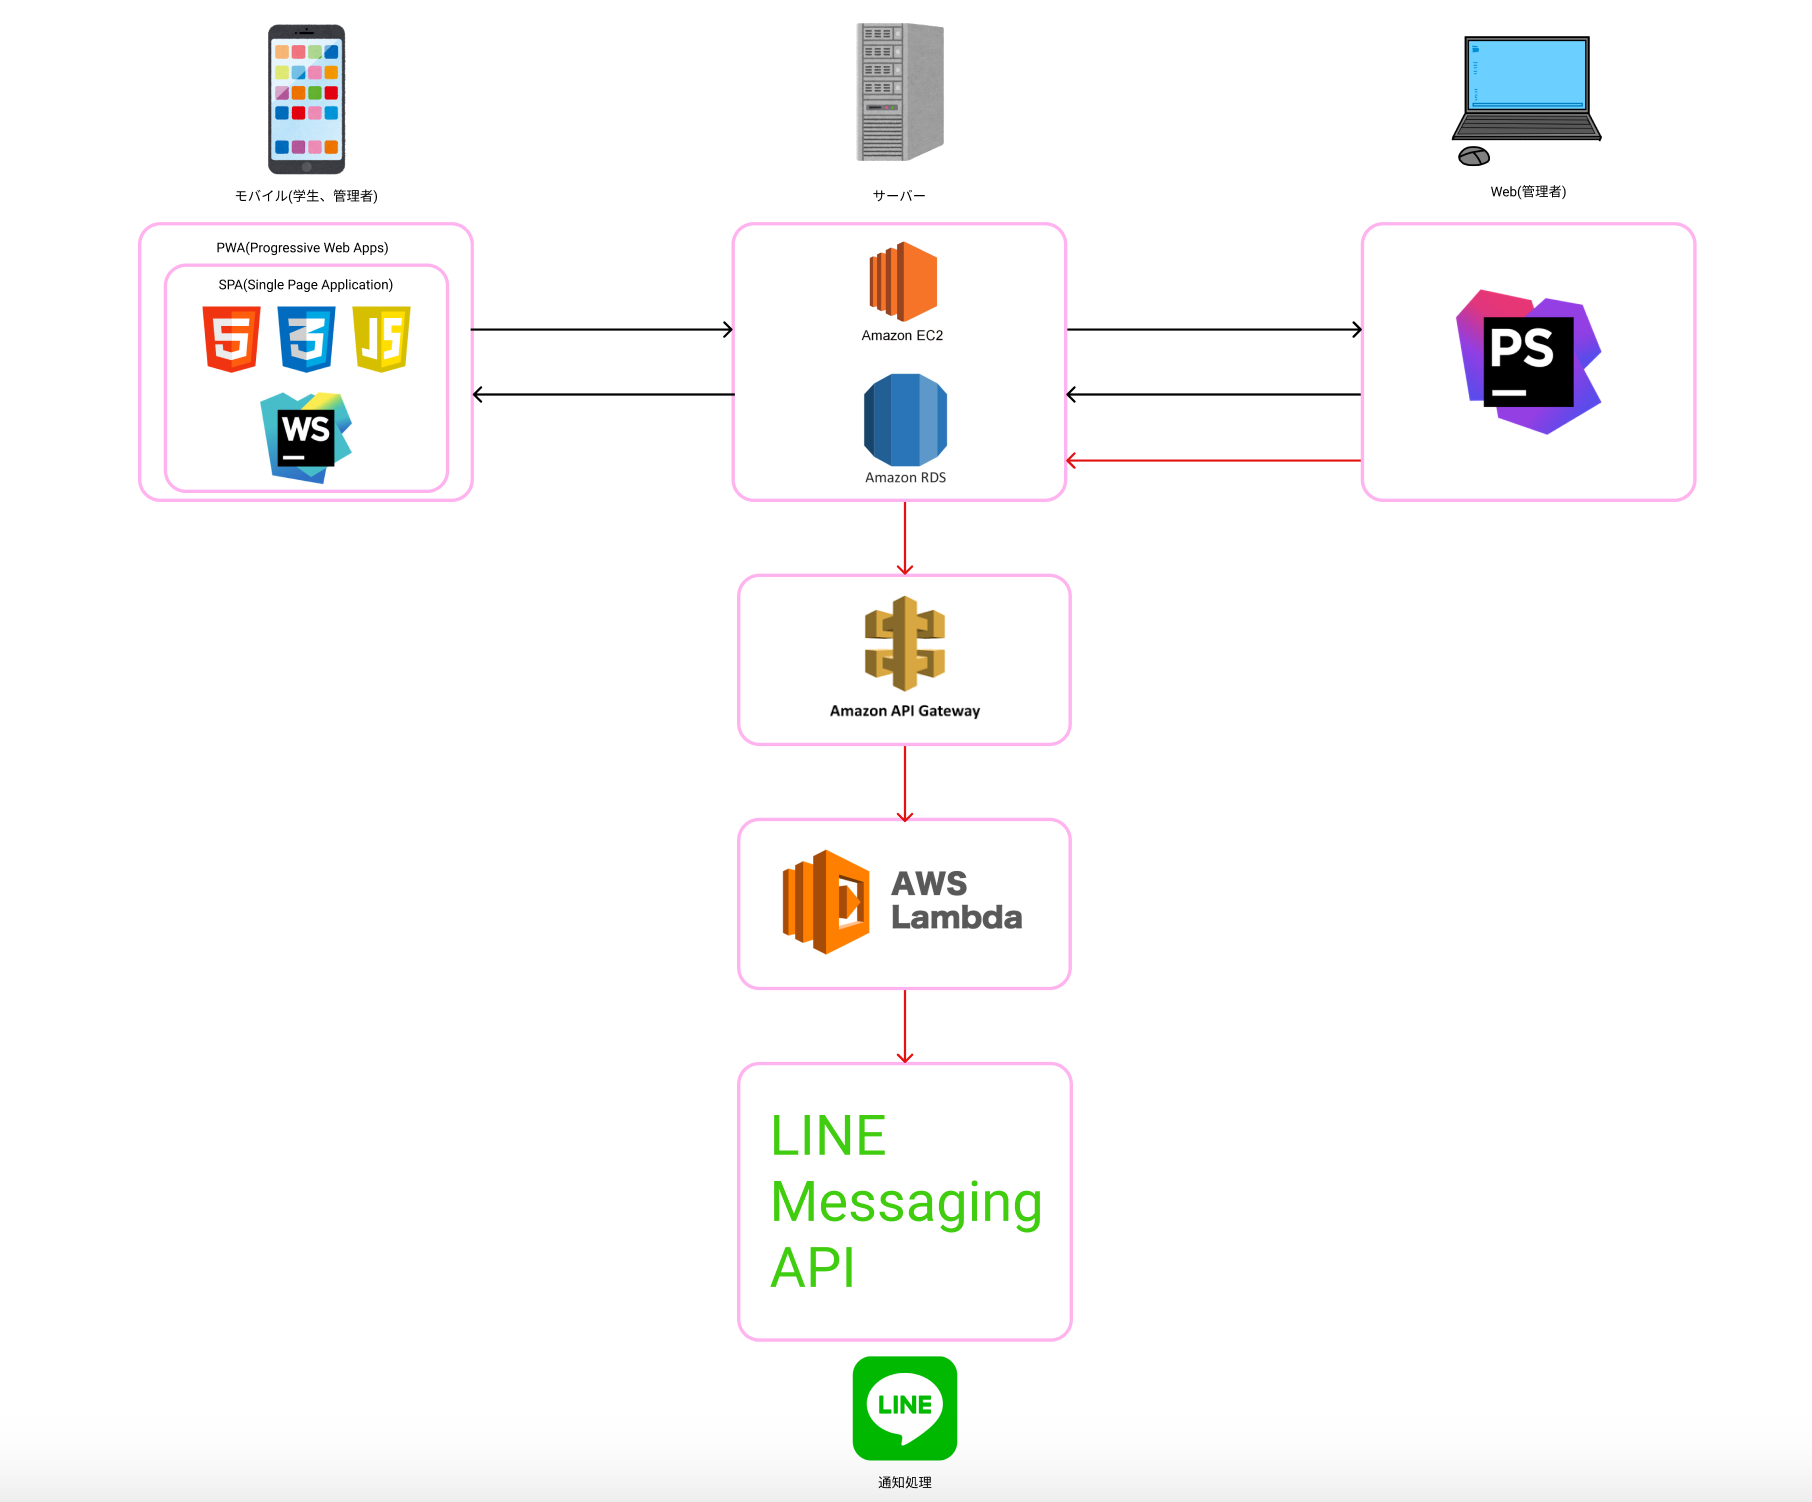 モバイル(学生、管理者)
サーバー
Web(管理者)
PWA(Progressive Web Apps)
SPA(Single Page Application)
5
3
JS
WS
Amazon EC2
Amazon RDS
PS
Amazon API Gateway
AWS
Lambda
LINE
Messaging
API
LINE
通知処理